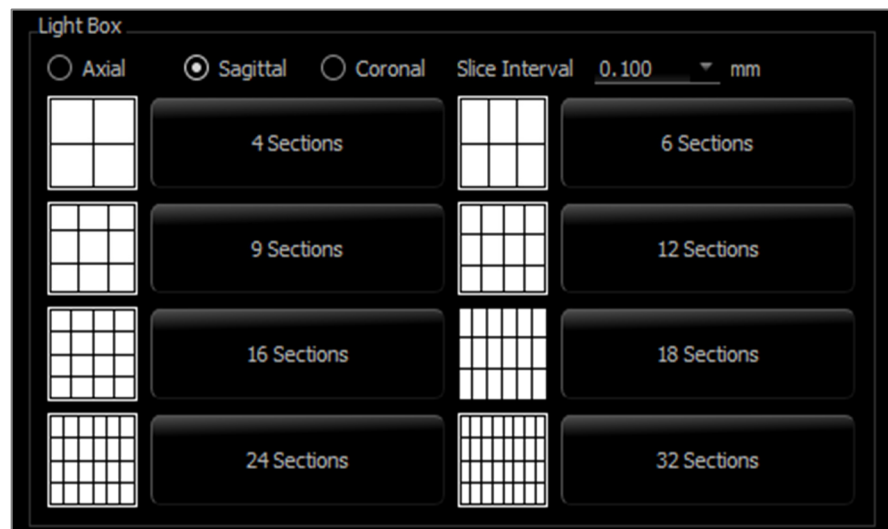 Light Box
Axial Sagittal Coronal Slice Interval 0.100 mm
4 Sections 6 Sections
9 Sections 12 Sections
16 Sections 18 Sections
24 Sections 32 Sections